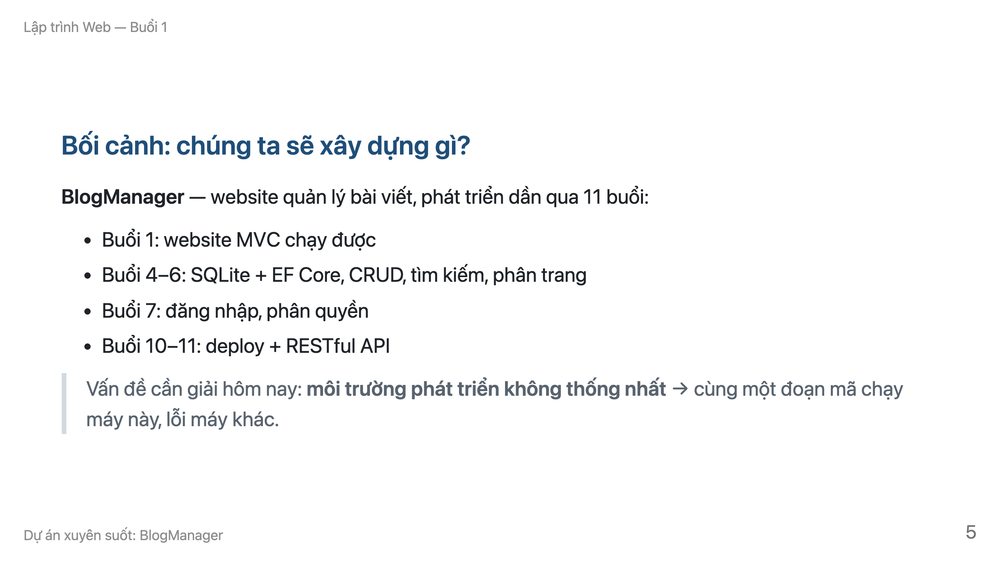 Lập trình Web — Buổi 1
Bối cảnh: chúng ta sẽ xây dựng gì?
BlogManager — website quản lý bài viết, phát triển dần qua 11 buổi:
• Buổi 1: website MVC chạy được
• Buổi 4–6: SQLite + EF Core, CRUD, tìm kiếm, phân trang
• Buổi 7: đăng nhập, phân quyền
• Buổi 10–11: deploy + RESTful API
Vấn đề cần giải hôm nay: môi trường phát triển không thống nhất → cùng một đoạn mã chạy
máy này, lỗi máy khác.
Dự án xuyên suốt: BlogManager
5